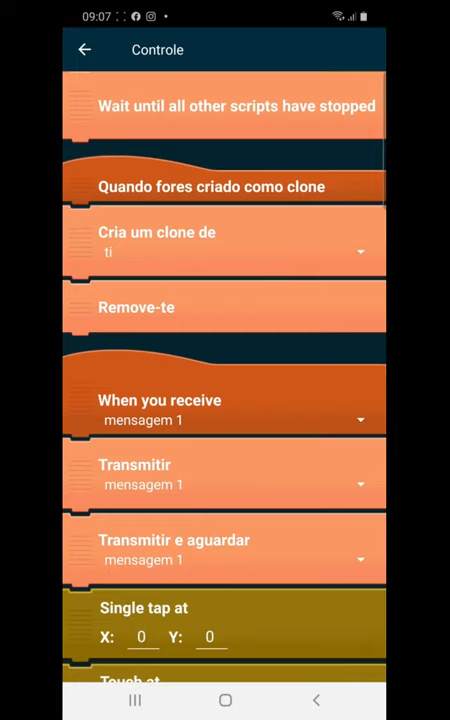 09:07
Controle
Wait until all other scripts have stopped
Quando fores criado como clone
Cria um clone de
ti
Remove-te
When you receive
mensagem 1
Transmitir
mensagem 1
Transmitir e aguardar
mensagem 1
Single tap at
X: 0 Y: 0
Touch at